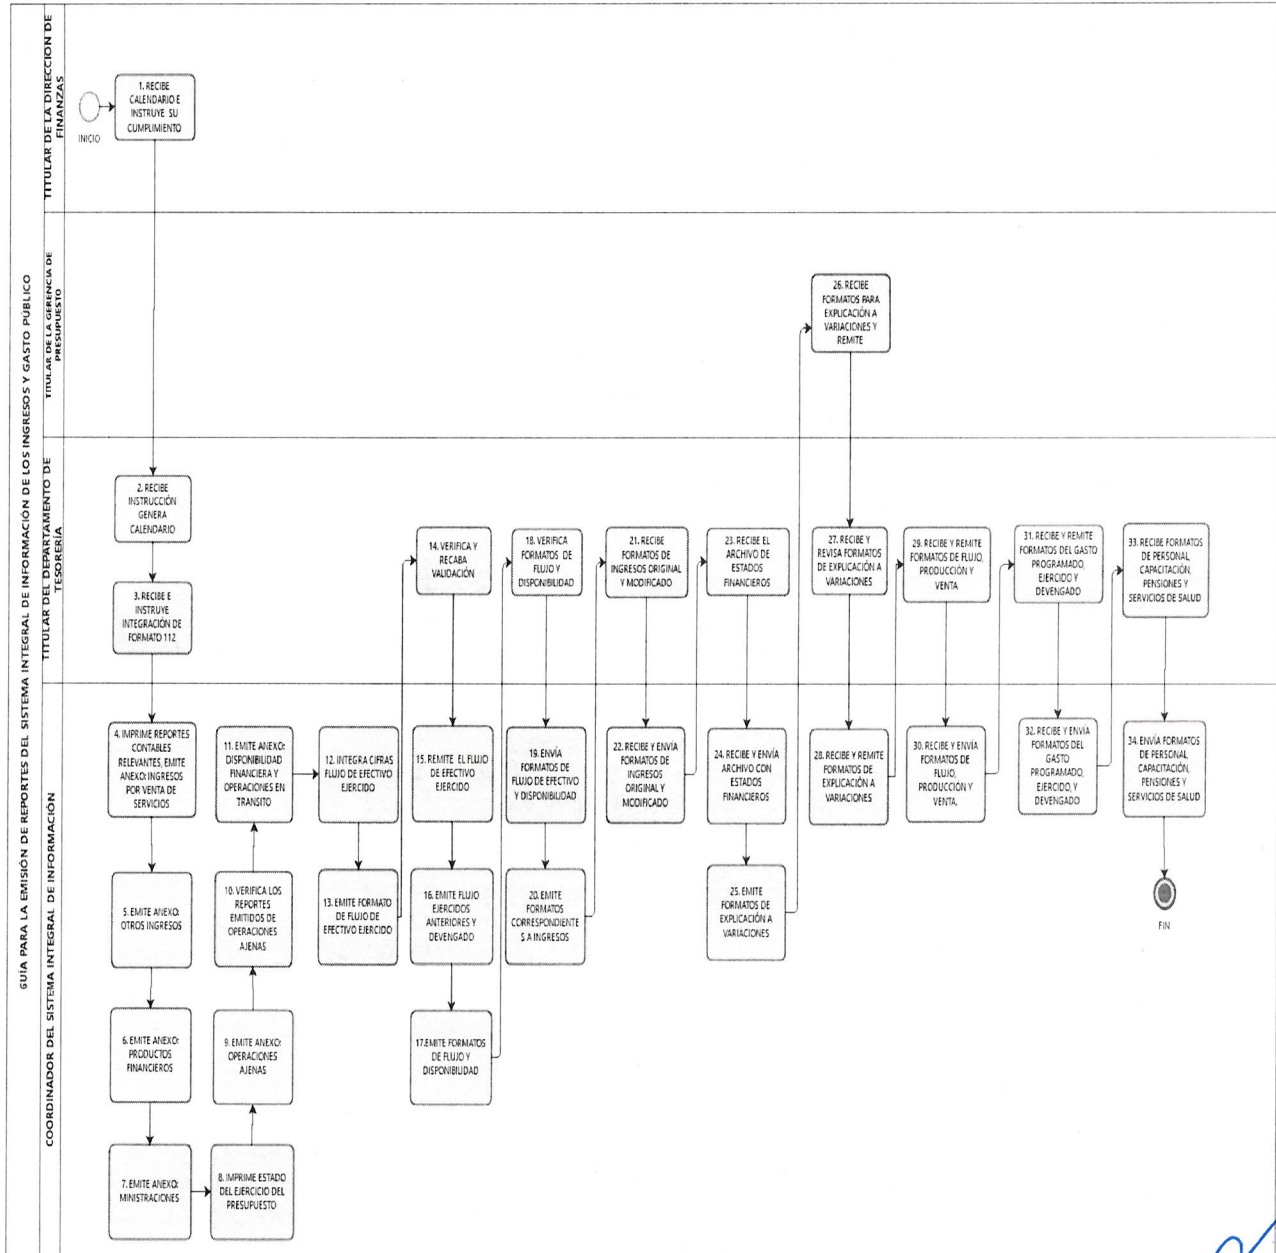 GUÍA PARA LA EMISIÓN DE REPORTES DEL SISTEMA INTEGRAL DE INFORMACIÓN DE LOS INGRESOS Y GASTO PÚBLICO
TITULAR DE LA DIRECCION DE
FINANZAS
INICIO
1. RECIBE
CALENDARIO E
INSTRUYE SU
CUMPLIMIENTO
TITULAR DE LA GERENCIA DE
PRESUPUESTO
26. RECIBE
FORMATOS PARA
EXPLICACIÓN A
VARIACIONES Y
REMITE
TITULAR DEL DEPARTAMENTO DE
TESORERÍA
2. RECIBE
INSTRUCCIÓN
GENERA
CALENDARIO
3. RECIBE E
INSTRUYE
INTEGRACIÓN DE
FORMATO 112
14. VERIFICA Y
RECABA
VALIDACIÓN
18. VERIFICA
FORMATOS DE
FLUJO Y
DISPONIBILIDAD
21. RECIBE
FORMATOS DE
INGRESOS ORIGINAL
Y MODIFICADO
23. RECIBE EL
ARCHIVO DE
ESTADOS
FINANCIEROS
27. RECIBE Y
REVISA FORMATOS
DE EXPLICACIÓN A
VARIACIONES
29. RECIBE Y REMITE
FORMATOS DE FLUJO,
PRODUCCIÓN Y
VENTA
31. RECIBE Y REMITE
FORMATOS DEL GASTO
PROGRAMADO,
EJERCIDO Y
DEVENGADO
33. RECIBE FORMATOS
DE PERSONAL,
CAPACITACIÓN,
PENSIONES Y
SERVICIOS DE SALUD
COORDINADOR DEL SISTEMA INTEGRAL DE INFORMACIÓN
4. IMPRIME REPORTES
CONTABLES
RELEVANTES, EMITE
ANEXO: INGRESOS
POR VENTA DE
SERVICIOS
5. EMITE ANEXO:
OTROS INGRESOS
6. EMITE ANEXO:
PRODUCTOS
FINANCIEROS
7. EMITE ANEXO:
MINISTRACIONES
8. IMPRIME ESTADO
DEL EJERCICIO DEL
PRESUPUESTO
9. EMITE ANEXO:
OPERACIONES
AJENAS
10. VERIFICA LOS
REPORTES
EMITIDOS DE
OPERACIONES
AJENAS
11. EMITE ANEXO:
DISPONIBILIDAD
FINANCIERA Y
OPERACIONES EN
TRANSITO
12. INTEGRA CIFRAS
FLUJO DE EFECTIVO
EJERCIDO
13. EMITE FORMATO
DE FLUJO DE
EFECTIVO EJERCIDO
15. REMITE EL FLUJO
DE EFECTIVO
EJERCIDO
16. EMITE FLUJO
EJERCIDOS
ANTERIORES Y
DEVENGADO
17.EMITE FORMATOS
DE FLUJO Y
DISPONIBILIDAD
19. ENVÍA
FORMATOS DE
FLUJO DE EFECTIVO
Y DISPONIBILIDAD
20. EMITE
FORMATOS
CORRESPONDIENTE
S A INGRESOS
22. RECIBE Y ENVÍA
FORMATOS DE
INGRESOS
ORIGINAL Y
MODIFICADO
24. RECIBE Y ENVÍA
ARCHIVO CON
ESTADOS
FINANCIEROS
25. EMITE
FORMATOS DE
EXPLICACIÓN A
VARIACIONES
28. RECIBE Y REMITE
FORMATOS DE
EXPLICACIÓN A
VARIACIONES
30. RECIBE Y ENVÍA
FORMATOS DE
FLUJO,
PRODUCCIÓN Y
VENTA.
32. RECIBE Y ENVÍA
FORMATOS DEL
GASTO
PROGRAMADO,
EJERCIDO, Y
DEVENGADO
34. ENVÍA FORMATOS
DE PERSONAL,
CAPACITACIÓN,
PENSIONES Y
SERVICIOS DE SALUD
FIN